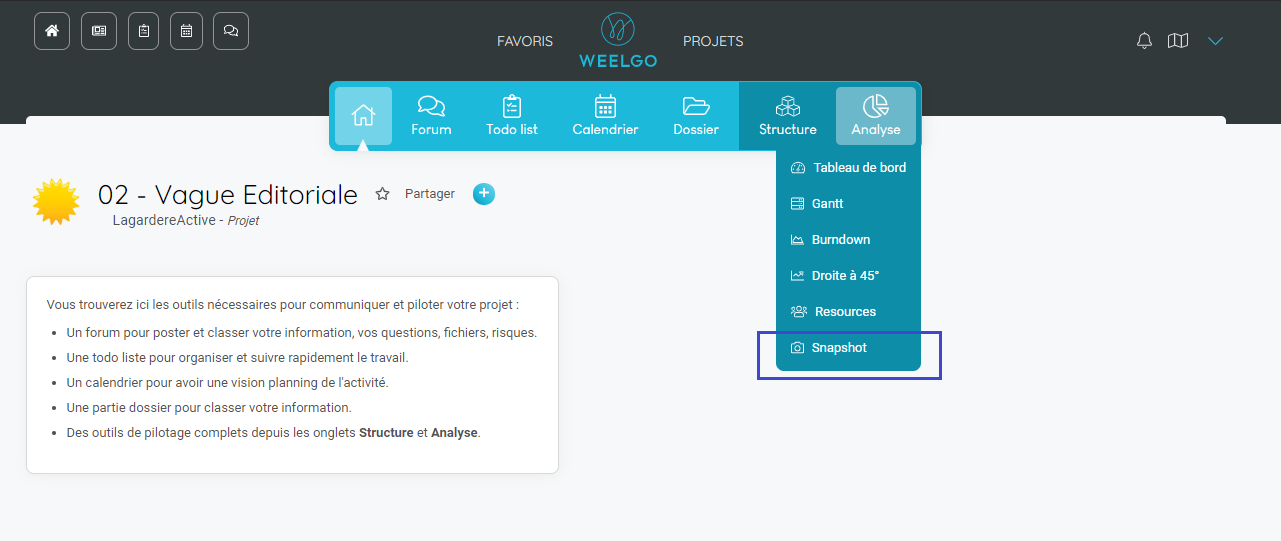 FAVORIS
WEELGO
PROJETS
Forum
Todo list
Calendrier
Dossier
Structure
Analyse
Tableau de bord
Gantt
Burndown
Droite à 45°
Resources
Snapshot
02 - Vague Editoriale
Partager
LagardereActive - Projet
Vous trouverez ici les outils nécessaires pour communiquer et piloter votre projet :
Un forum pour poster et classer votre information, vos questions, fichiers, risques.
Une todo liste pour organiser et suivre rapidement le travail.
Un calendrier pour avoir une vision planning de l'activité.
Une partie dossier pour classer votre information.
Des outils de pilotage complets depuis les onglets Structure et Analyse.